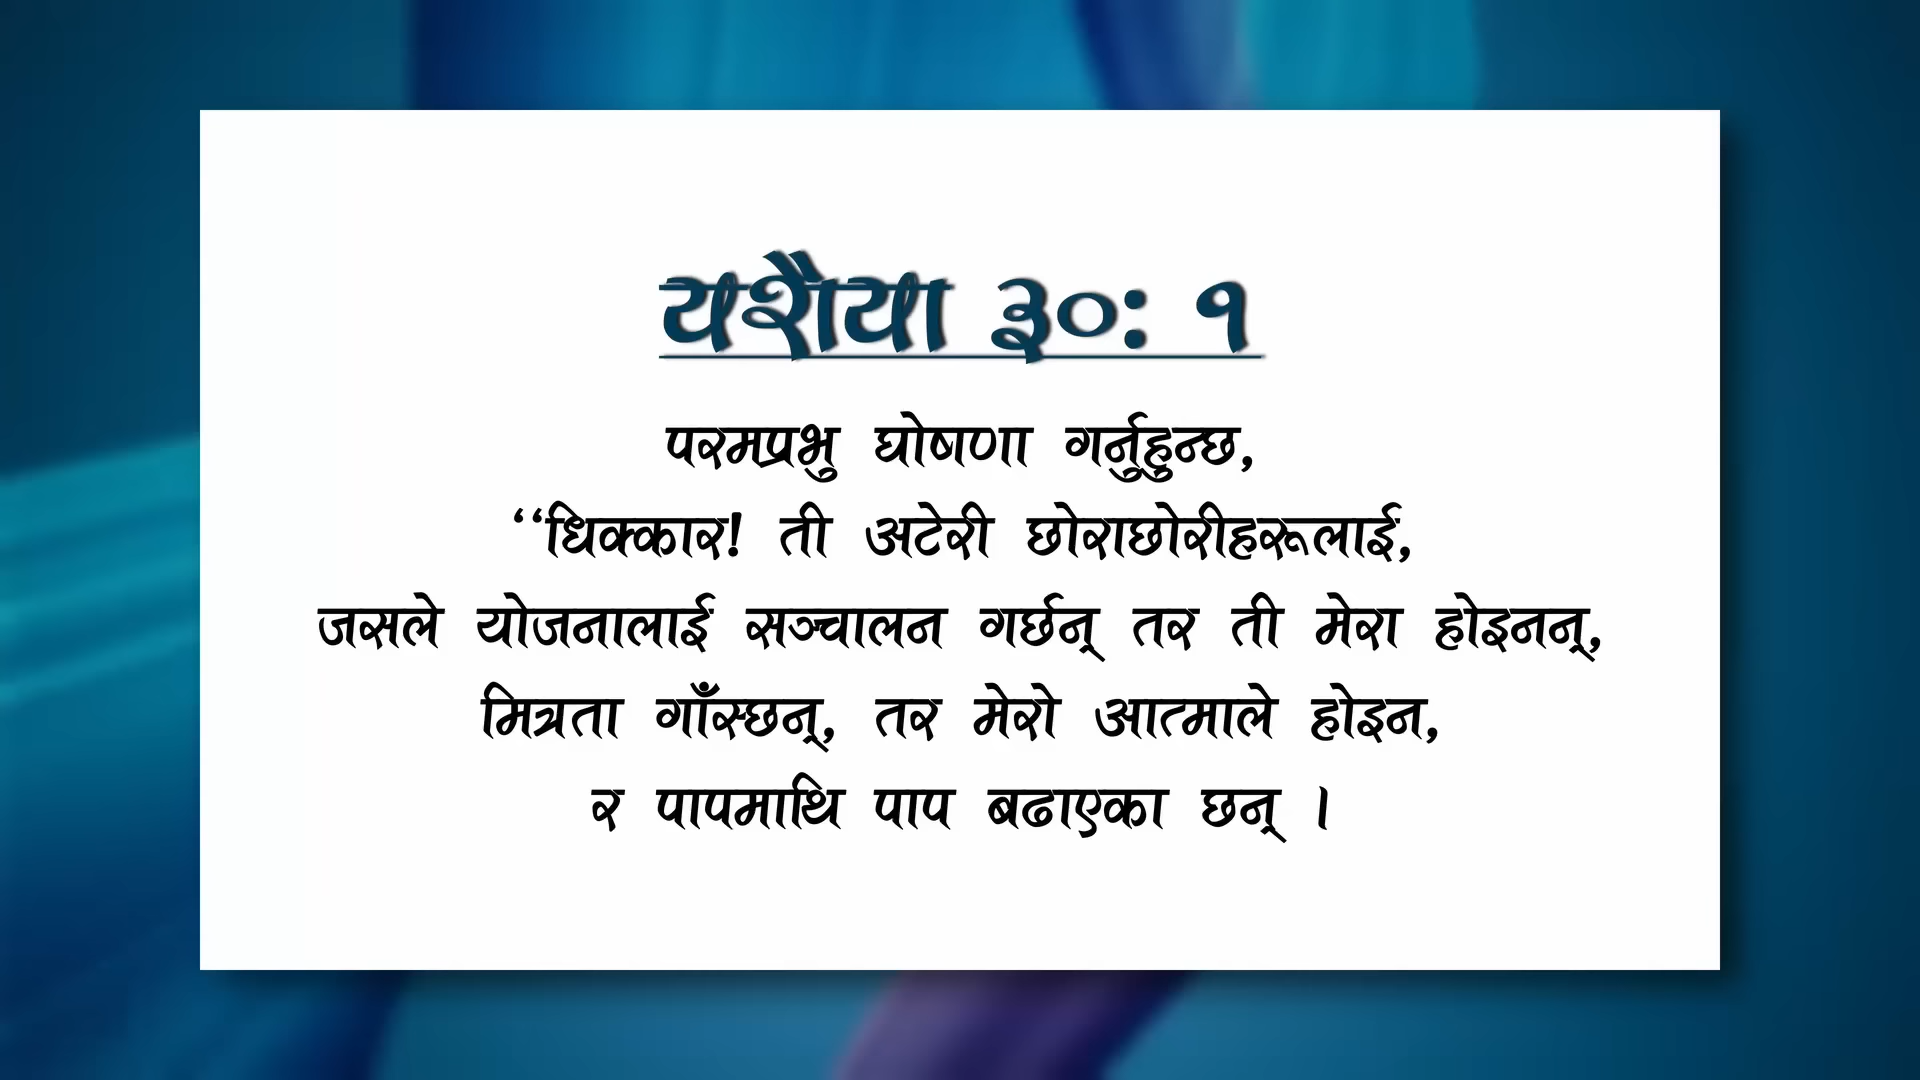 यशैया ३०: १
परमप्रभु घोषणा गर्नुहुन्छ,
“धिक्कार! ती अटेरी छोराछोरीहरूलाई,
जसले योजनालाई सञ्चालन गर्छन् तर ती मेरा होइनन्,
मित्रता गाँस्छन्, तर मेरो आत्माले होइन,
र पापमाथि पाप बढाएका छन् ।